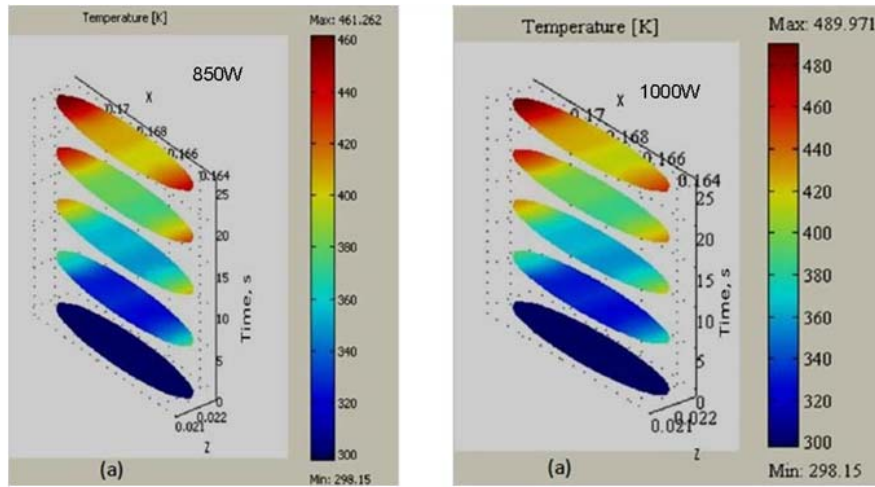 Temperature [K]
Max: 461.262
850W
X
0.17
0.168
0.166
0.164
25
20
15
10
5
0
Time, s
0.022
0.021
Z
460
440
420
400
380
360
340
320
300
Min: 298.15
(a)
Temperature [K]
Max: 489.971
1000W
X
0.17
0.168
0.166
0.164
25
20
15
10
5
0
Time, s
0.022
0.021
Z
480
460
440
420
400
380
360
340
320
300
Min: 298.15
(a)